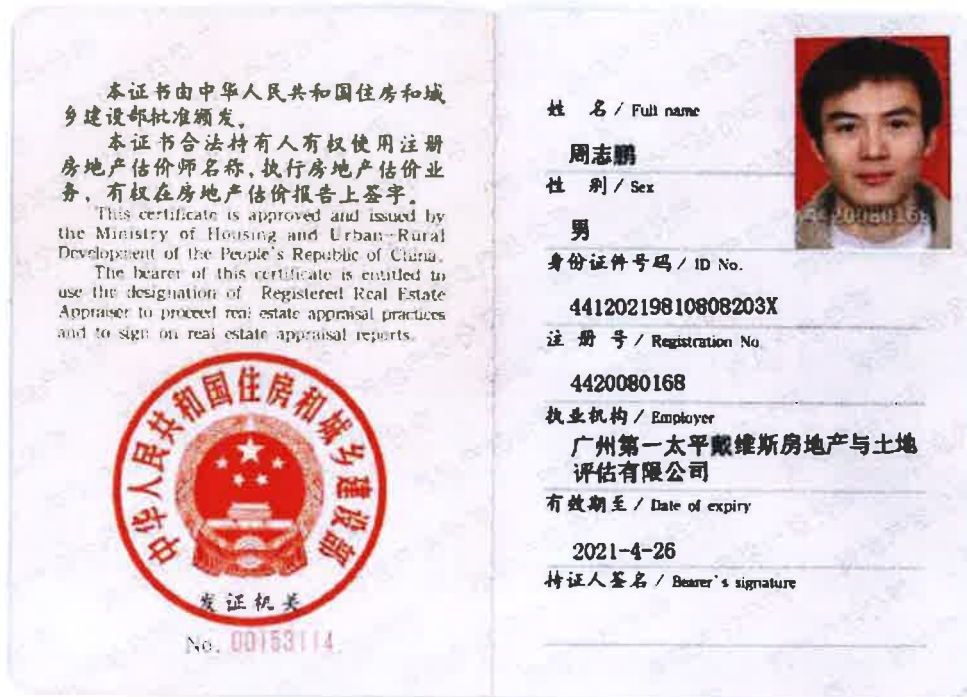 本证书由中华人民共和国住房和城
乡建设部批准颁发。
本证书合法持有人有权使用注册
房地产估价师名称，执行房地产估价业
务，有权在房地产估价报告上签字。
This certificate is approved and issued by
the Ministry of Housing and Urban-Rural
Development of the People's Republic of China.
The bearer of this certificate is entitled to
use the designation of Registered Real Estate
Appraiser to proceed real estate appraisal practices
and to sign on real estate appraisal reports.
中华人民共和国住房和城乡建设部
发证机关
No. 00153114
姓 名 / Full name
周志鹏
性 别 / Sex
男
身份证件号码 / ID No.
44120219810808203X
注 册 号 / Registration No
4420080168
执业机构 / Employer
广州第一太平戴维斯房地产与土地
评估有限公司
有效期至 / Date of expiry
2021-4-26
持证人签名 / Bearer's signature
4420080168